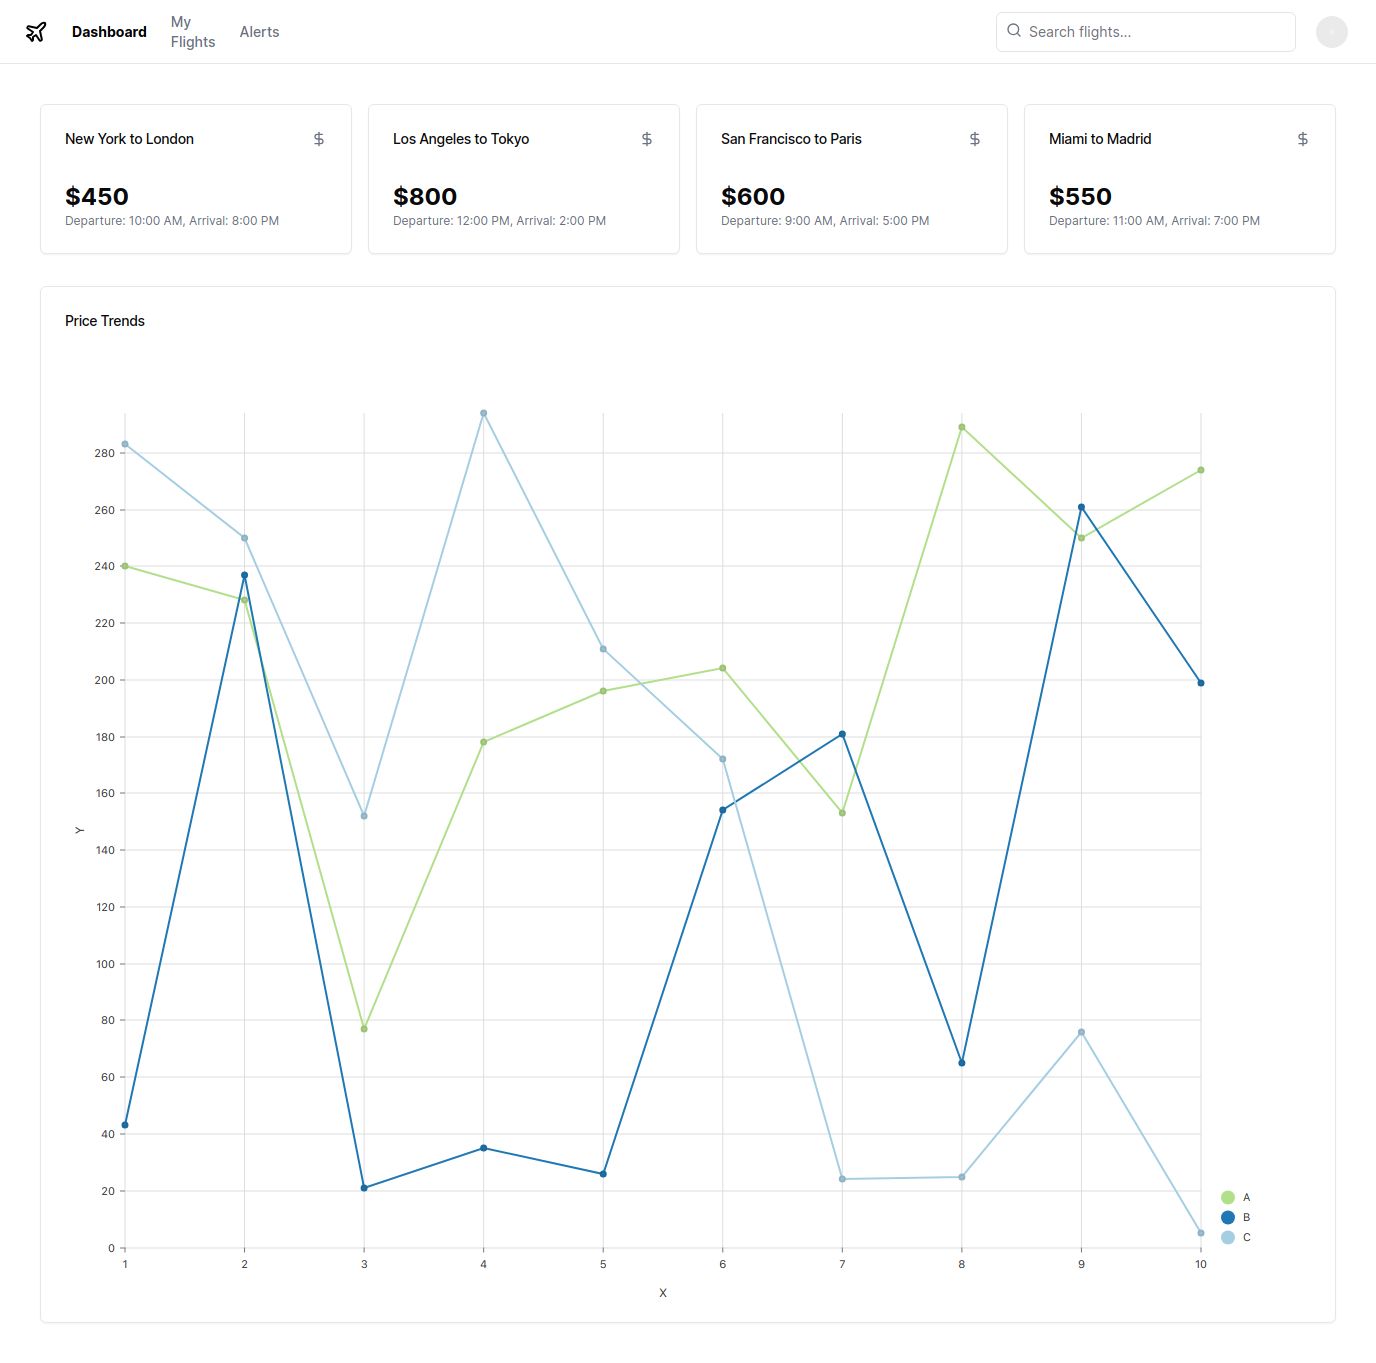 Dashboard
My
Flights
Alerts
Search flights...
New York to London
$
$450
Departure: 10:00 AM, Arrival: 8:00 PM
Los Angeles to Tokyo
$
$800
Departure: 12:00 PM, Arrival: 2:00 PM
San Francisco to Paris
$
$600
Departure: 9:00 AM, Arrival: 5:00 PM
Miami to Madrid
$
$550
Departure: 11:00 AM, Arrival: 7:00 PM
Price Trends
280
260
240
220
200
180
160
Y
140
120
100
80
60
40
20
0
1 2 3 4 5 6 7 8 9 10
X
A
B
C